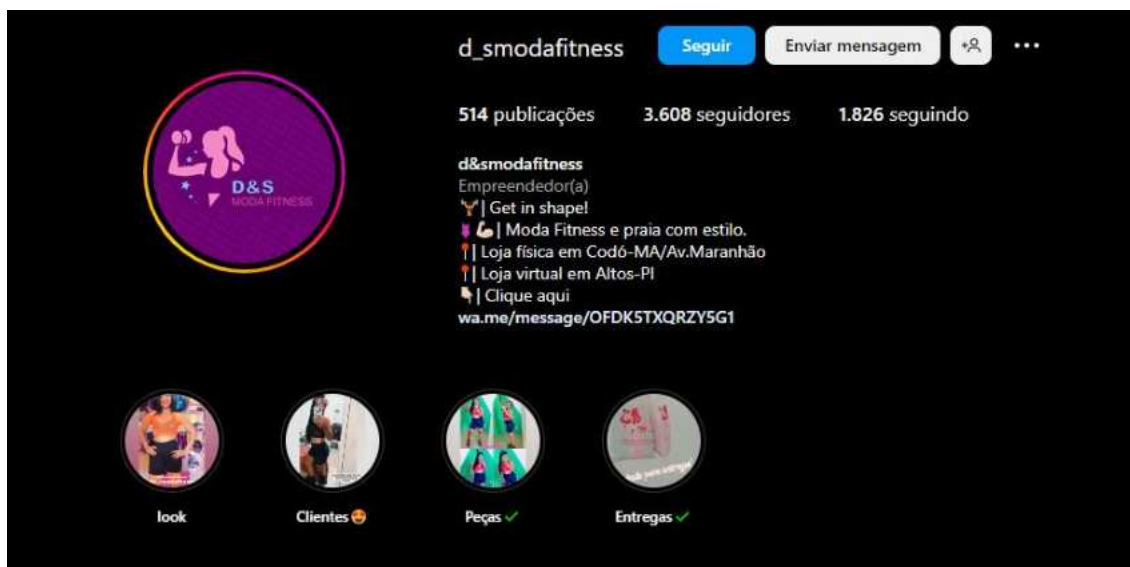 d_smodafitness Seguir Enviar mensagem
514 publicações 3.608 seguidores 1.826 seguindo
d&smodafitness
Empreendedor(a)
| Get in shape!
| Moda Fitness e praia com estilo.
| Loja física em Codó-MA/Av.Maranhão
| Loja virtual em Altos-PI
| Clique aqui
wa.me/message/OFDK5TXQRZY5G1
D&S
MODA FITNESS
look Clientes😍 Peças✓ Entregas✓